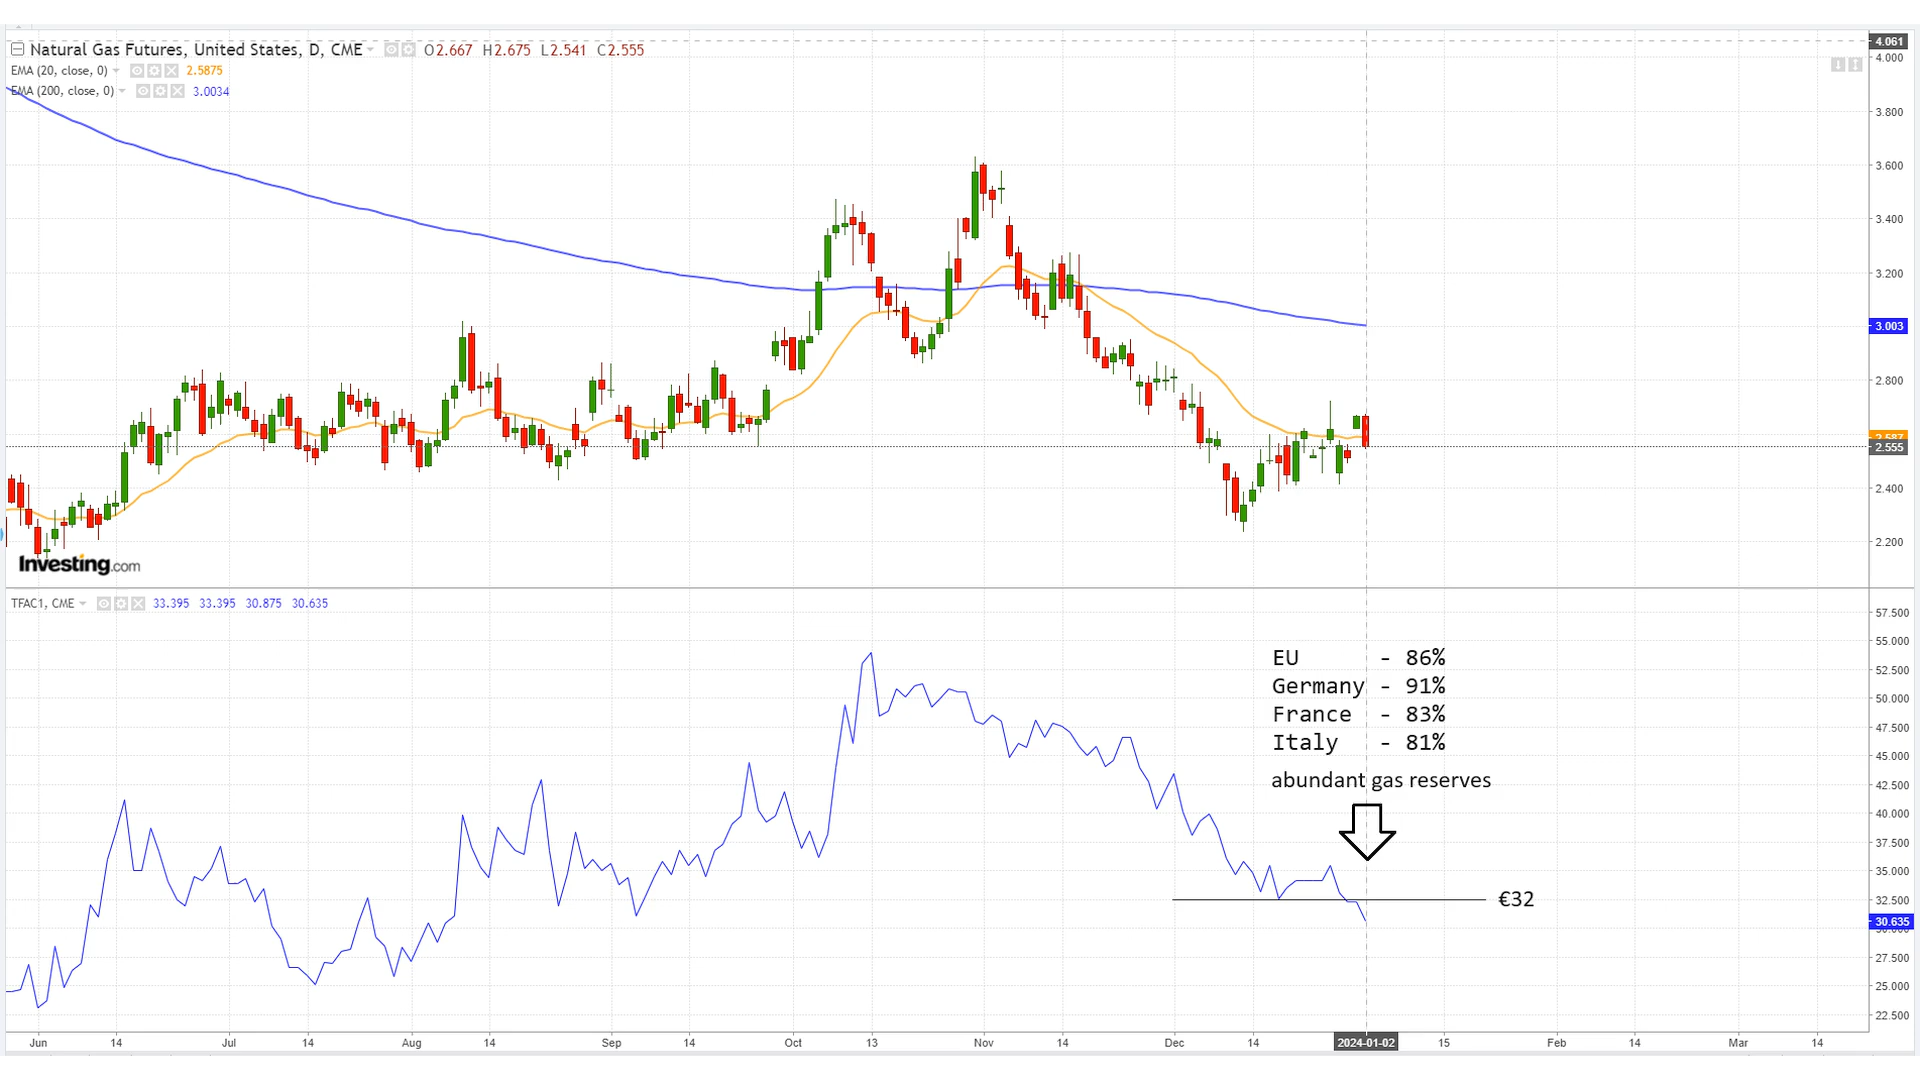 Natural Gas Futures, United States, D, CME O2.667 H2.675 L2.541 C2.555
EMA (20, close, 0) 2.5875
EMA (200, close, 0) 3.0034
4.061
4.000
3.800
3.600
3.400
3.200
3.003
2.800
2.587
2.555
2.400
2.200
Investing.com
TFAC1, CME 33.395 33.395 30.875 30.635
57.500
55.000
52.500
50.000
47.500
45.000
42.500
40.000
37.500
35.000
32.500
30.635
30.000
27.500
25.000
22.500
EU - 86%
Germany - 91%
France - 83%
Italy - 81%
abundant gas reserves
€32
Jun 14 Jul 14 Aug 14 Sep 14 Oct 13 Nov 14 Dec 14 2024-01-02 15 Feb 14 Mar 14